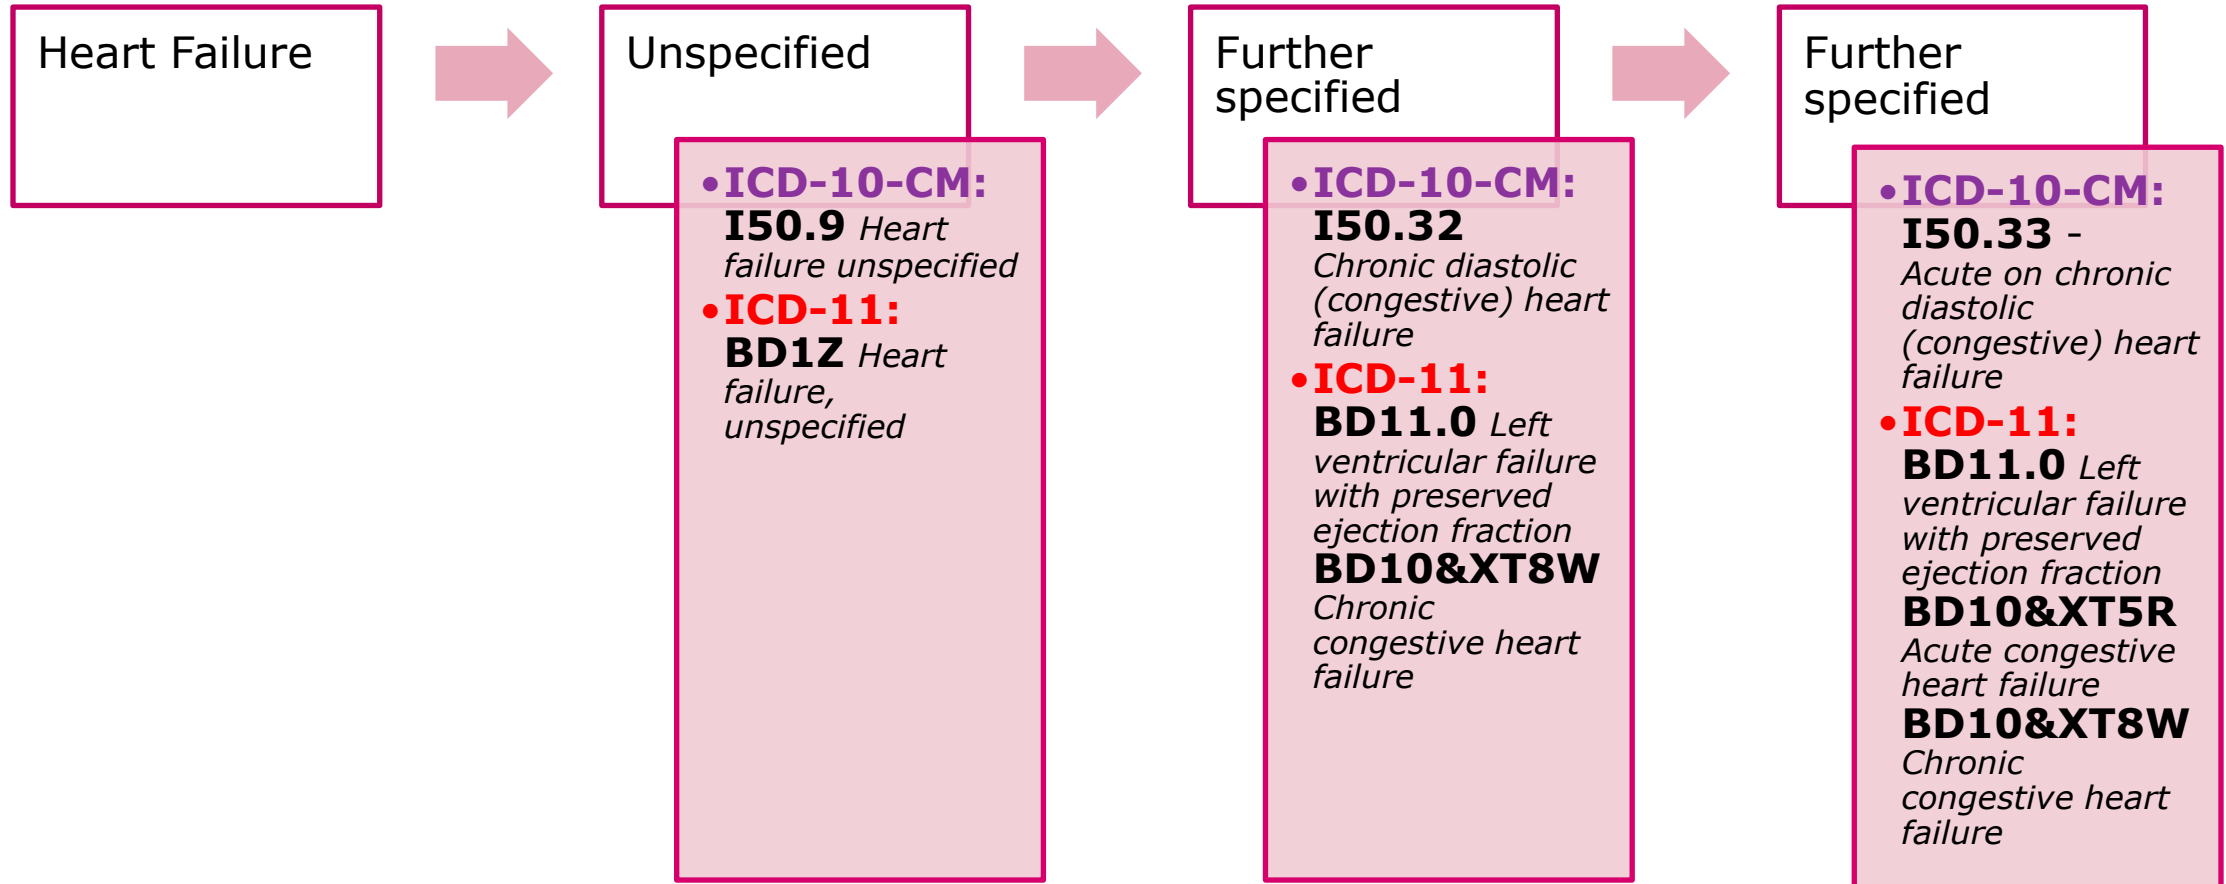 Heart Failure
Unspecified
•ICD-10-CM:
I50.9 Heart
failure unspecified
•ICD-11:
BD1Z Heart
failure,
unspecified
Further
specified
•ICD-10-CM:
I50.32
Chronic diastolic
(congestive) heart
failure
•ICD-11:
BD11.0 Left
ventricular failure
with preserved
ejection fraction
BD10&XT8W
Chronic
congestive heart
failure
Further
specified
•ICD-10-CM:
I50.33 -
Acute on chronic
diastolic
(congestive) heart
failure
•ICD-11:
BD11.0 Left
ventricular failure
with preserved
ejection fraction
BD10&XT5R
Acute congestive
heart failure
BD10&XT8W
Chronic
congestive heart
failure